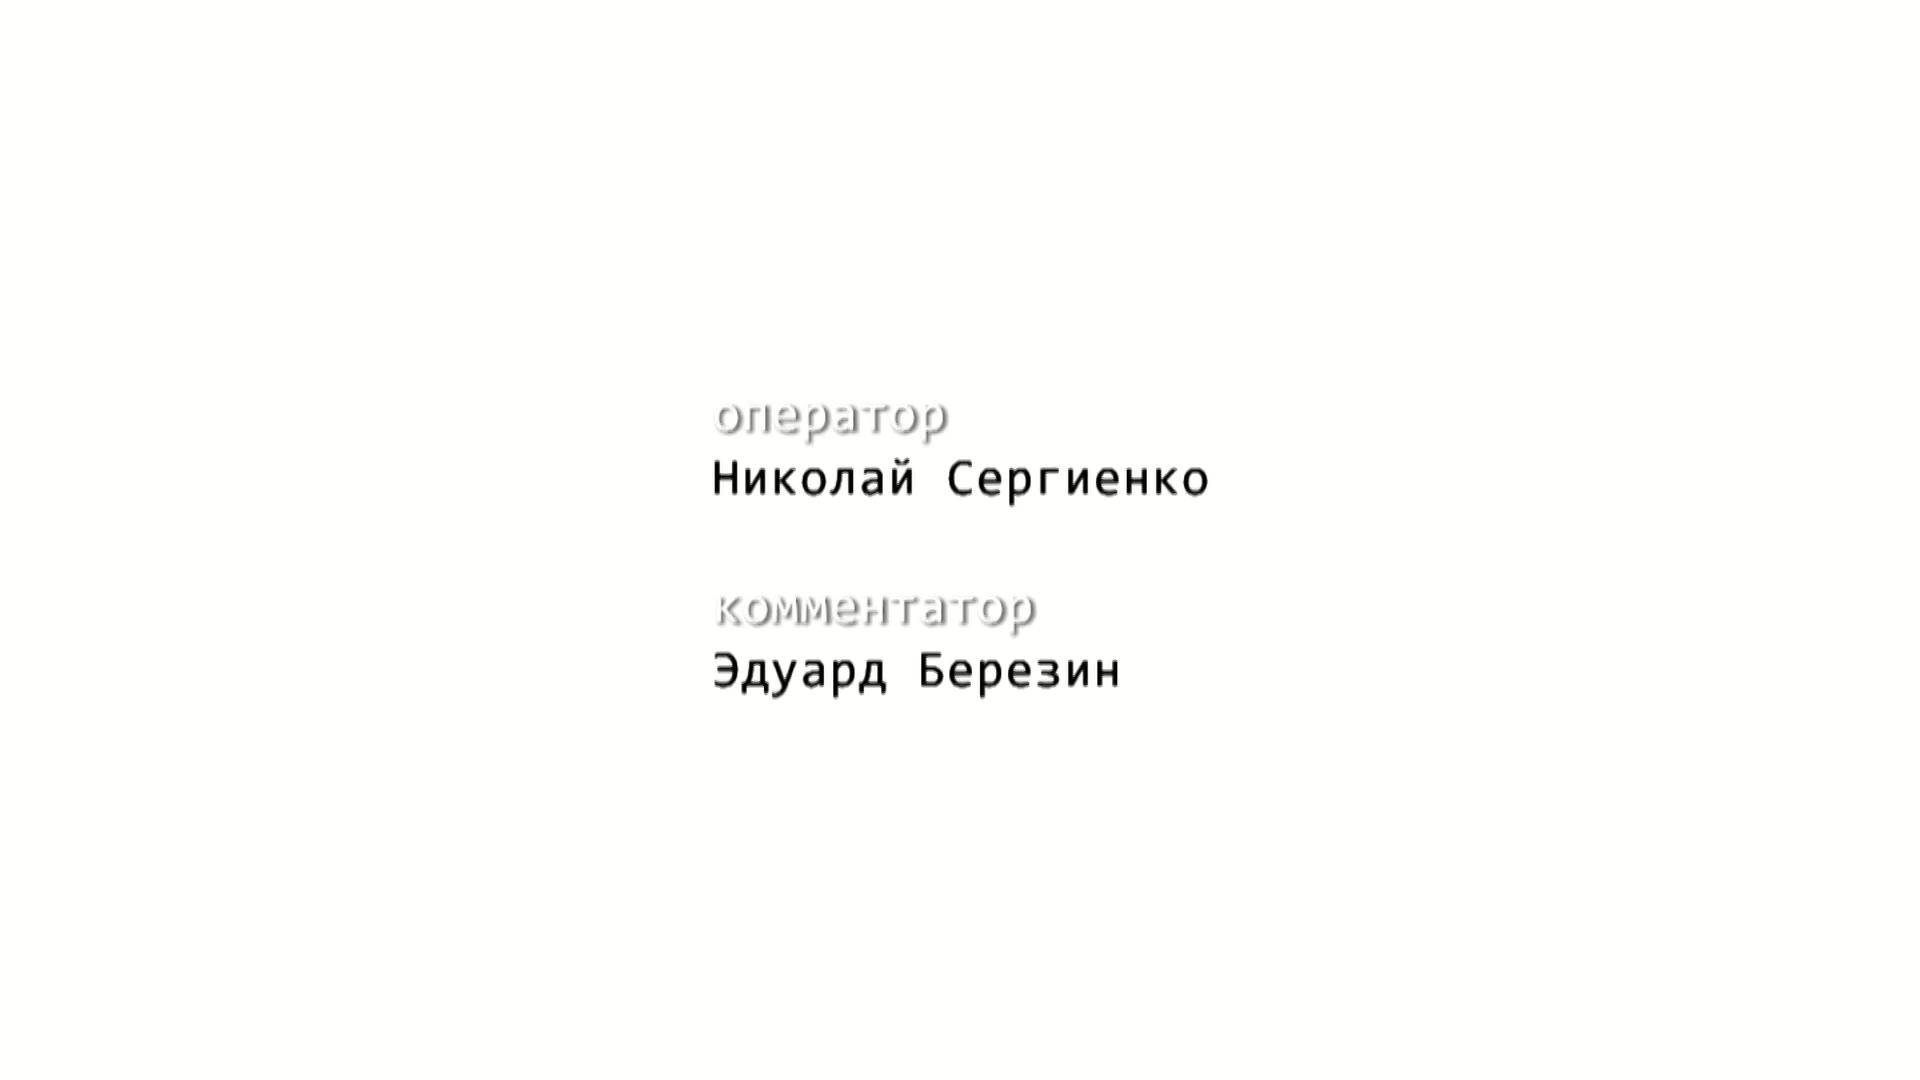 оператор
Николай Сергиенко
комментатор
Эдуард Березин